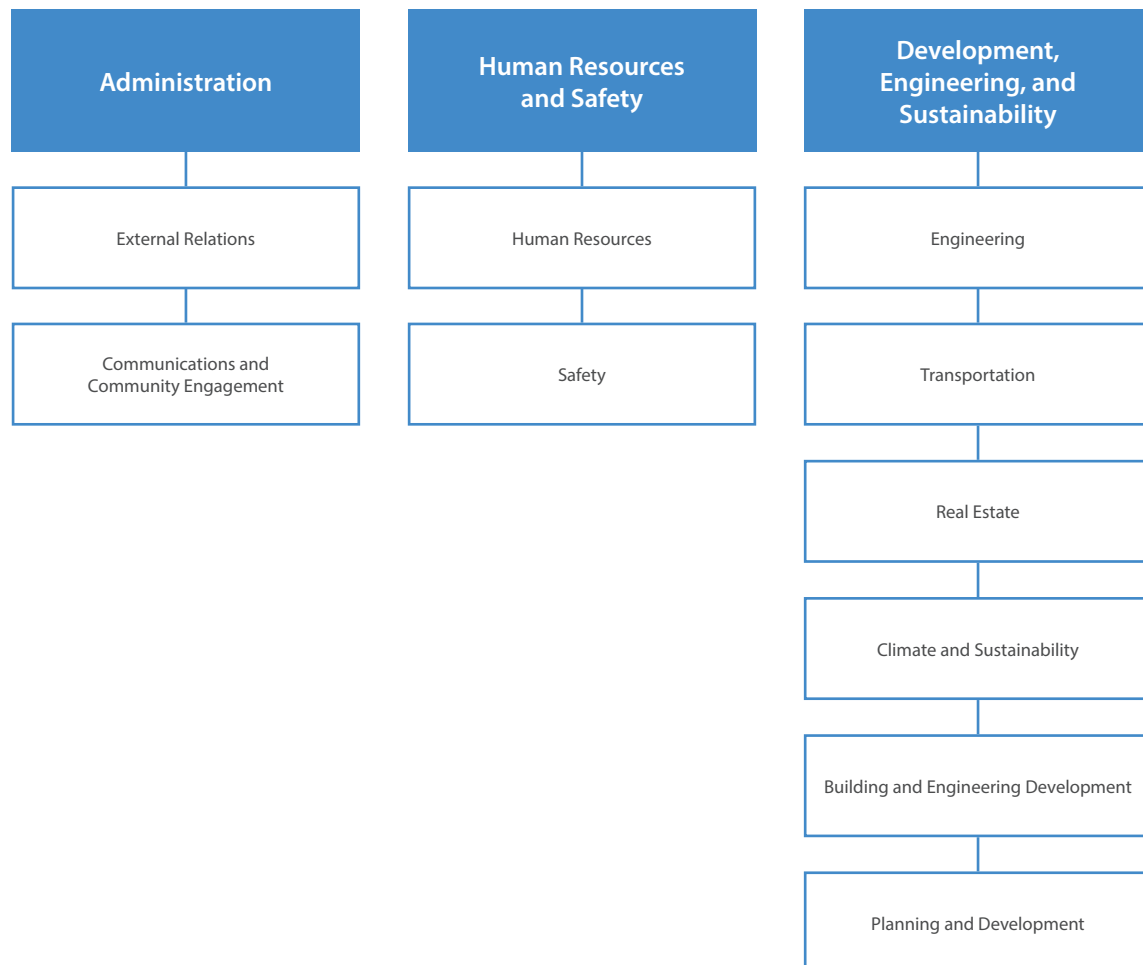 Administration
External Relations
Communications and
Community Engagement
Human Resources
and Safety
Human Resources
Safety
Development,
Engineering, and
Sustainability
Engineering
Transportation
Real Estate
Climate and Sustainability
Building and Engineering Development
Planning and Development